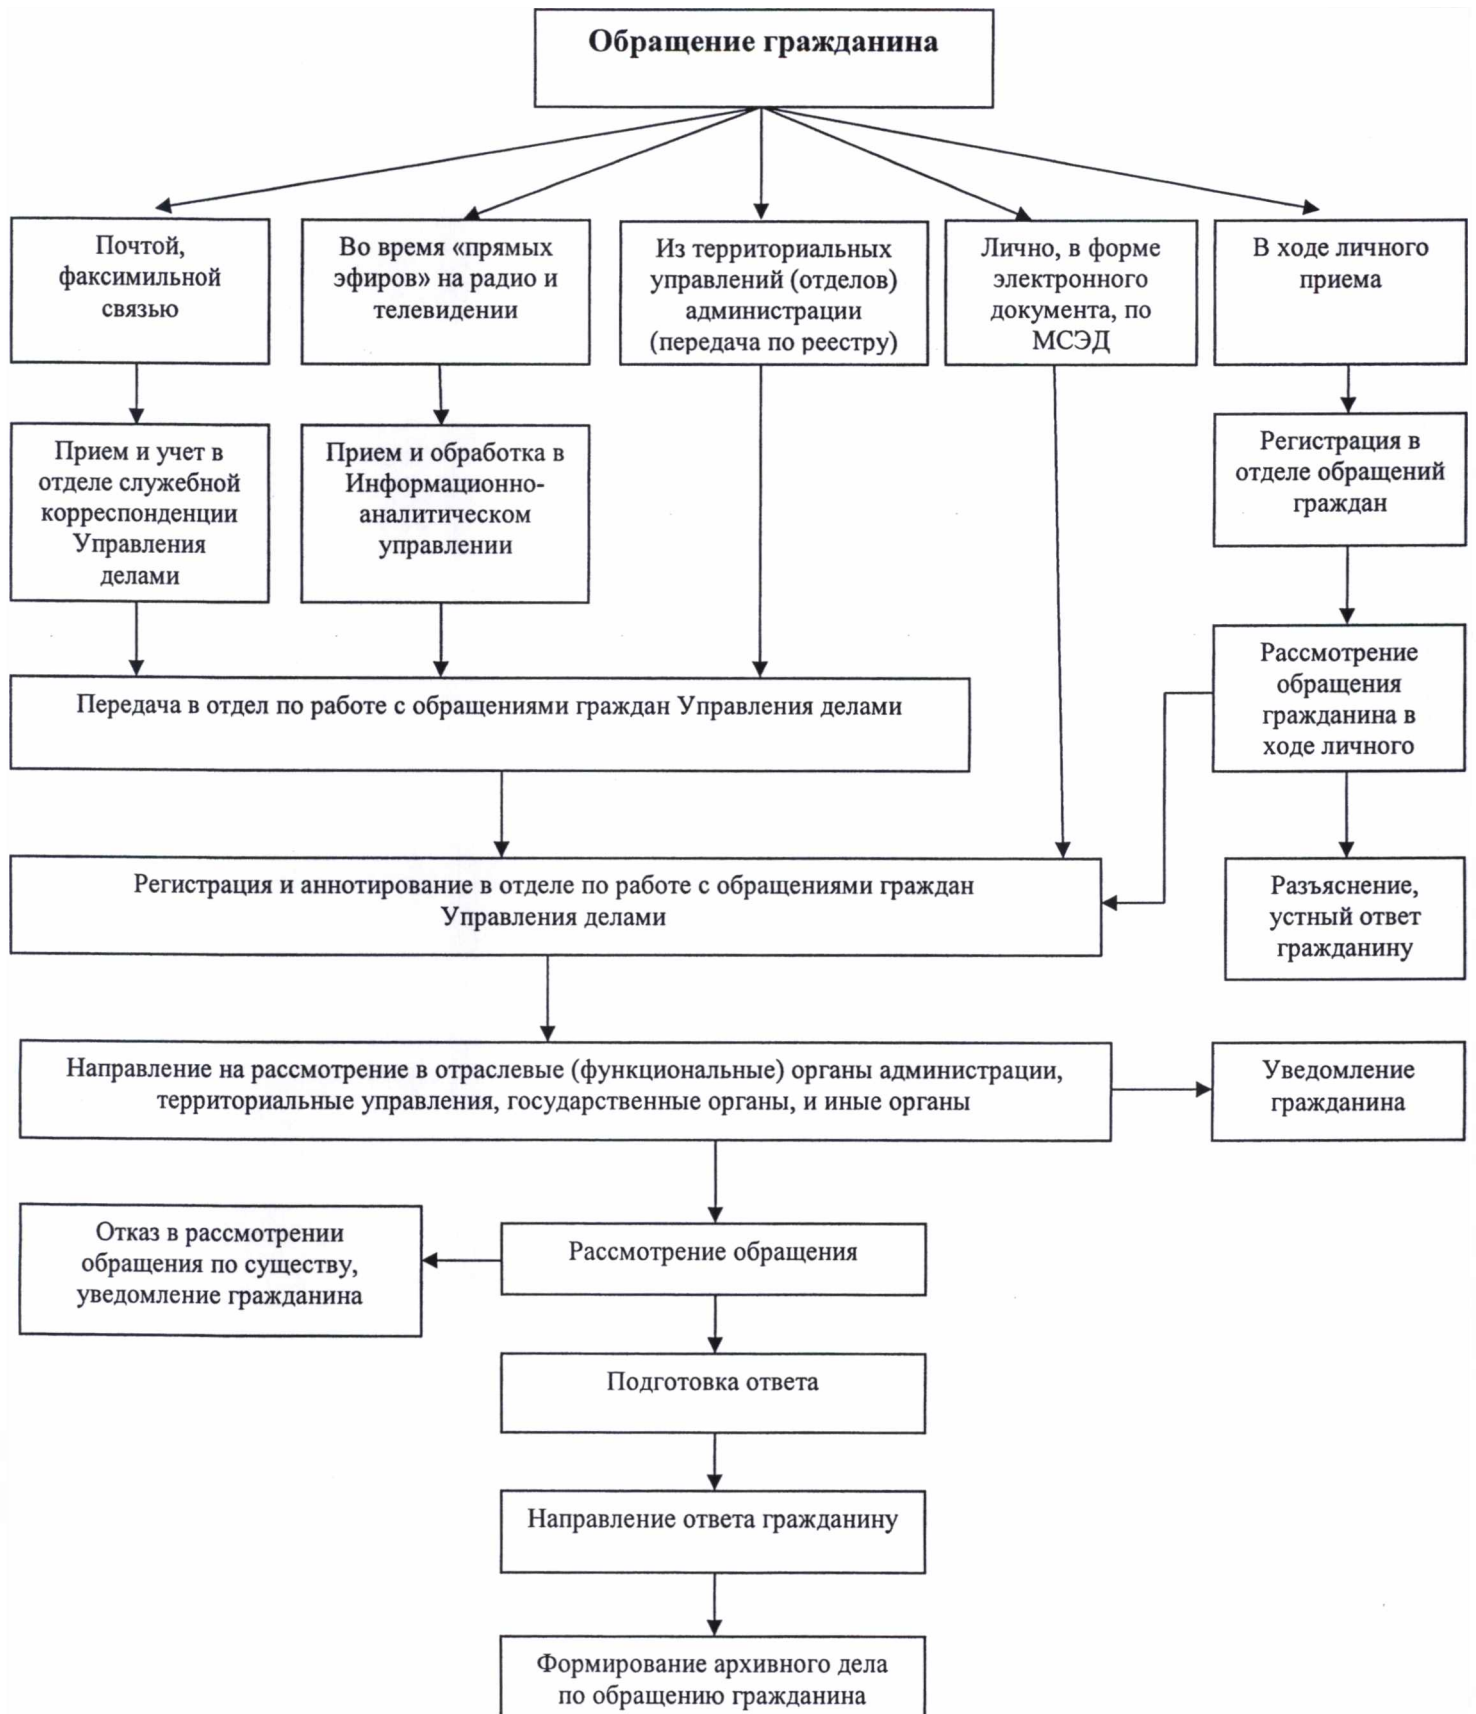 Обращение гражданина
Почтой,
факсимильной
связью
Во время «прямых
эфиров» на радио и
телевидении
Из территориальных
управлений (отделов)
администрации
(передача по реестру)
Лично, в форме
электронного
документа, по
МСЭД
В ходе личного
приема
Прием и учет в
отделе служебной
корреспонденции
Управления
делами
Прием и обработка в
Информационно-
аналитическом
управлении
Регистрация в
отделе обращений
граждан
Рассмотрение
обращения
гражданина в
ходе личного
Передача в отдел по работе с обращениями граждан Управления делами
Регистрация и аннотирование в отделе по работе с обращениями граждан
Управления делами
Разъяснение,
устный ответ
гражданину
Направление на рассмотрение в отраслевые (функциональные) органы администрации,
территориальные управления, государственные органы, и иные органы
Уведомление
гражданина
Отказ в рассмотрении
обращения по существу,
уведомление гражданина
Рассмотрение обращения
Подготовка ответа
Направление ответа гражданину
Формирование архивного дела
по обращению гражданина